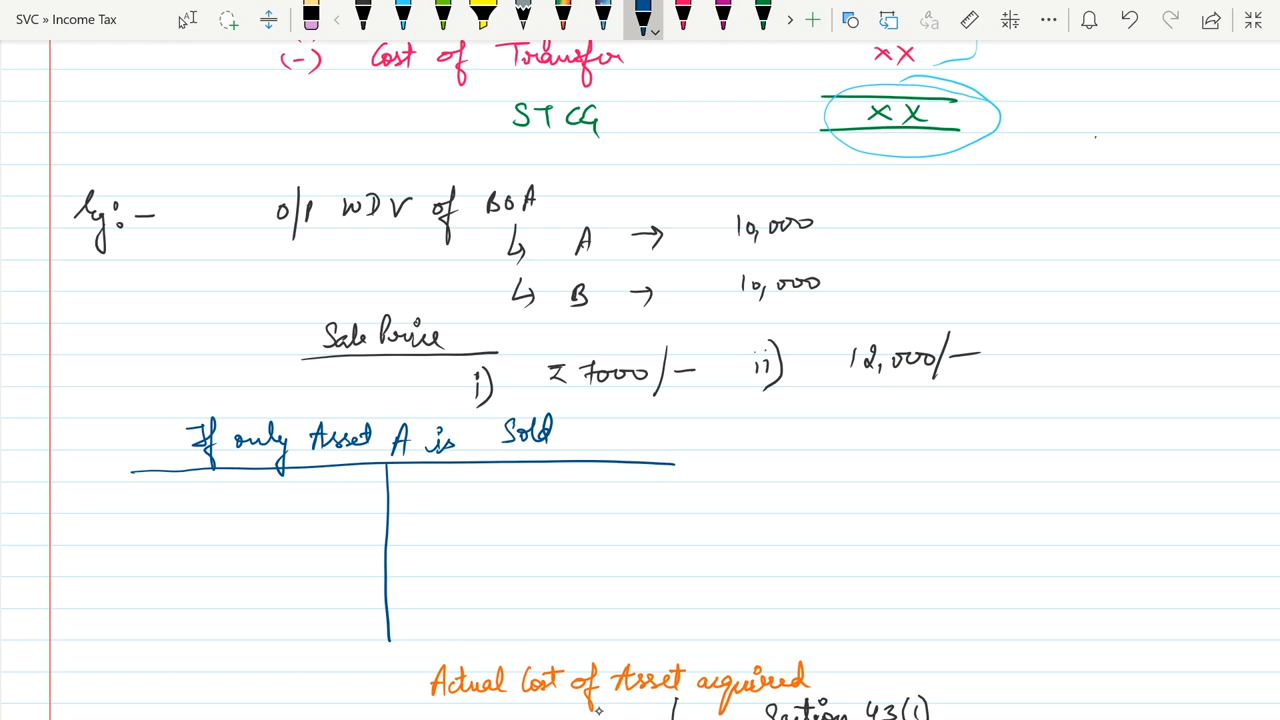 SVC » Income Tax
(-) Cost of Transfer XX
STCG XX
Eg:- O/P WDV of BOA
↳ A → 10,000
↳ B → 10,000
Sale Price
i) ₹ 7000/- ii) 12,000/-
If only Asset A is Sold
Actual Cost of Asset acquired
Section 43(1)